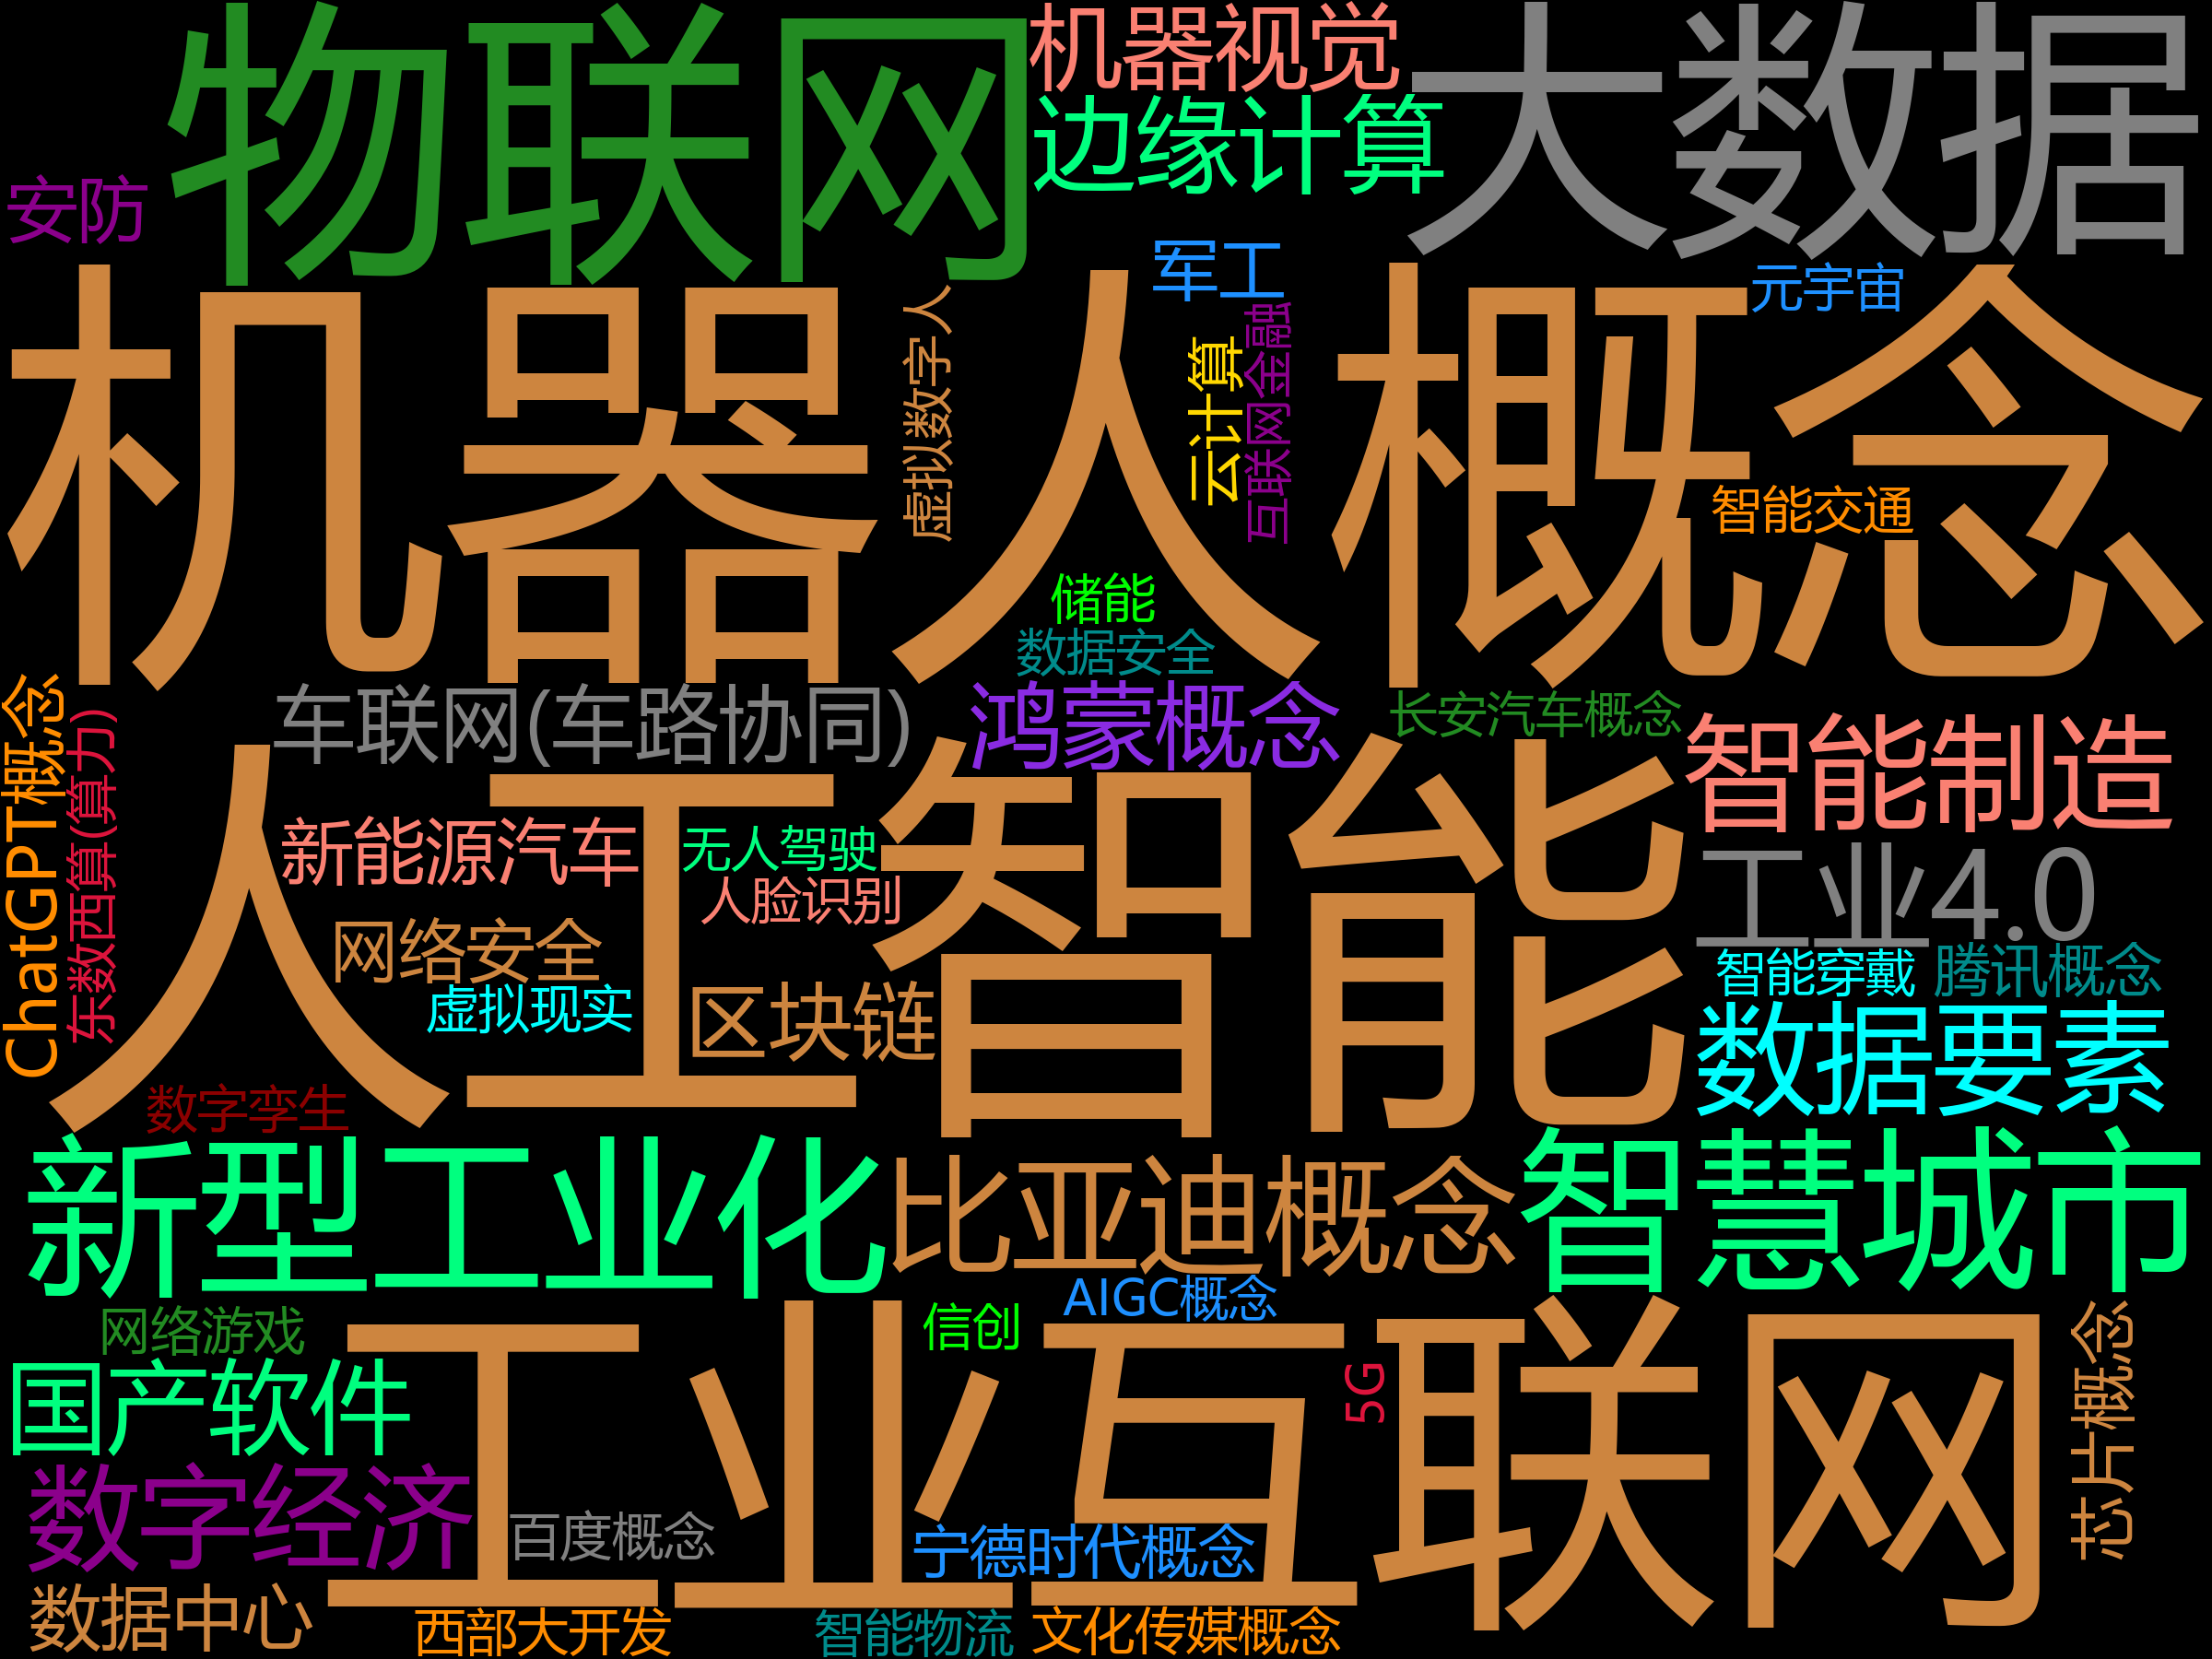 物联网
机器视觉
大数据
边缘计算
安防
军工
元宇宙
机器人概念
虚拟数字人
云计算
互联网金融
智能交通
储能
数据安全
ChatGPT概念
东数西算(算力)
车联网(车路协同)
鸿蒙概念
长安汽车概念
智能制造
人工智能
新能源汽车
无人驾驶
人脸识别
工业4.0
网络安全
虚拟现实
区块链
智能穿戴
腾讯概念
数据要素
数字孪生
新型工业化
比亚迪概念
智慧城市
AIGC概念
网络游戏
信创
工业互联网
5G
芯片概念
国产软件
数字经济
百度概念
宁德时代概念
数据中心
西部大开发
智能物流
文化传媒概念